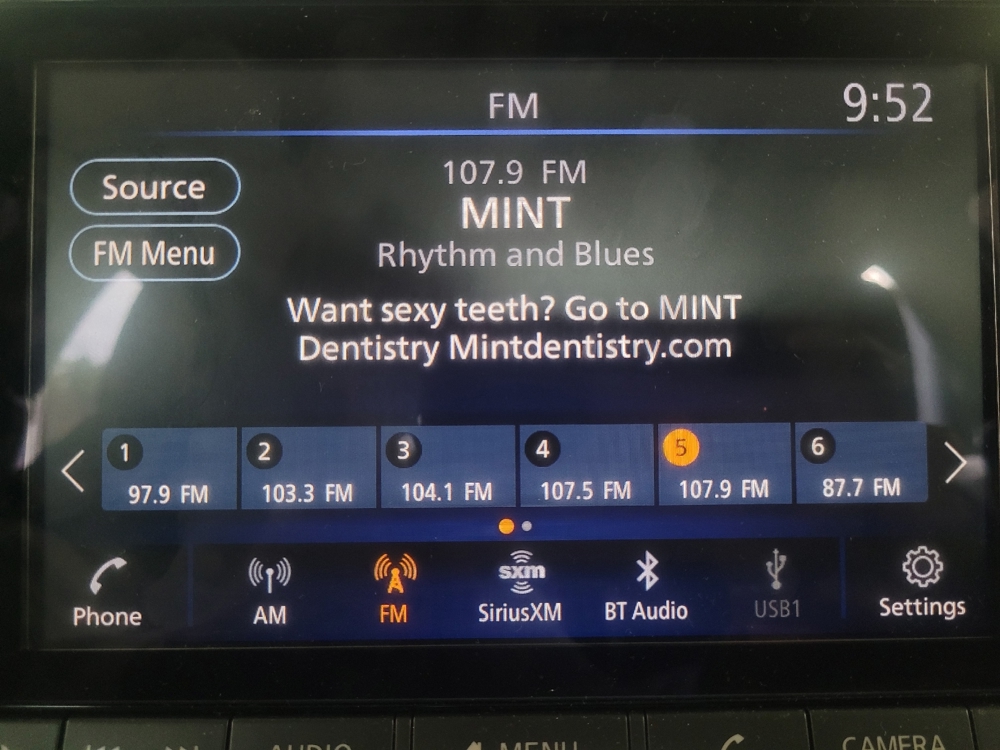 FM
9:52
Source
FM Menu
107.9 FM
MINT
Rhythm and Blues
Want sexy teeth? Go to MINT
Dentistry Mintdentistry.com
1
97.9 FM
2
103.3 FM
3
104.1 FM
4
107.5 FM
5
107.9 FM
6
87.7 FM
Phone
AM
FM
sxm
SiriusXM
BT Audio
USB1
Settings
AUDIO
MENU
CAMERA